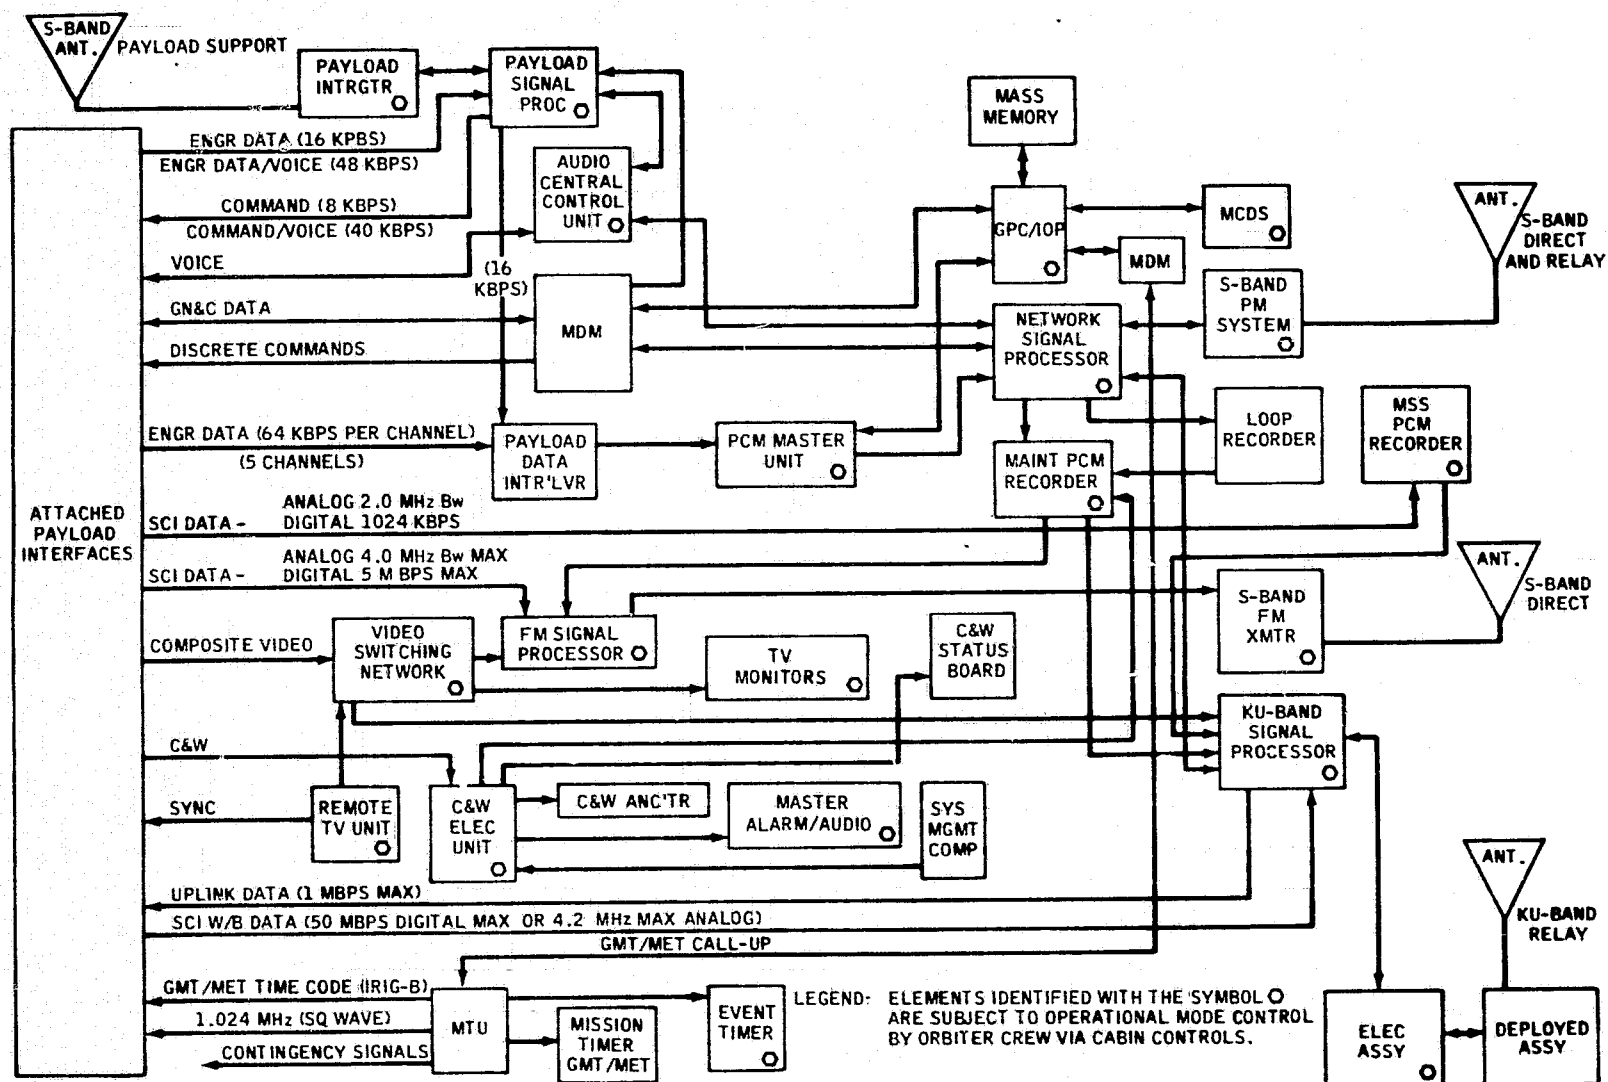 S-BAND
ANT.
PAYLOAD SUPPORT
PAYLOAD
INTRGTR
PAYLOAD
SIGNAL
PROC
MASS
MEMORY
ENGR DATA (16 KPBS)
ENGR DATA/VOICE (48 KBPS)
AUDIO
CENTRAL
CONTROL
UNIT
COMMAND (8 KBPS)
COMMAND/VOICE (40 KBPS)
VOICE
(16
KBPS)
GPC/IOP
MCDS
MDM
ANT.
S-BAND
DIRECT
AND RELAY
S-BAND
PM
SYSTEM
GN&C DATA
DISCRETE COMMANDS
MDM
NETWORK
SIGNAL
PROCESSOR
LOOP
RECORDER
MSS
PCM
RECORDER
ENGR DATA (64 KBPS PER CHANNEL)
(5 CHANNELS)
PAYLOAD
DATA
INTR'LVR
PCM MASTER
UNIT
MAINT PCM
RECORDER
ATTACHED
PAYLOAD
INTERFACES
ANALOG 2.0 MHz Bw
SCI DATA - DIGITAL 1024 KBPS
ANALOG 4.0 MHz Bw MAX
SCI DATA - DIGITAL 5 M BPS MAX
ANT.
S-BAND
DIRECT
S-BAND
FM
XMTR
COMPOSITE VIDEO
VIDEO
SWITCHING
NETWORK
FM SIGNAL
PROCESSOR
TV
MONITORS
C&W
STATUS
BOARD
KU-BAND
SIGNAL
PROCESSOR
C&W
SYNC
REMOTE
TV UNIT
C&W
ELEC
UNIT
C&W ANC'TR
MASTER
ALARM/AUDIO
SYS
MGMT
COMP
ANT.
KU-BAND
RELAY
UPLINK DATA (1 MBPS MAX)
SCI W/B DATA (50 MBPS DIGITAL MAX OR 4.2 MHz MAX ANALOG)
GMT/MET CALL-UP
GMT/MET TIME CODE (IRIG-B)
1.024 MHz (SQ WAVE)
CONTINGENCY SIGNALS
MTU
MISSION
TIMER
GMT/MET
EVENT
TIMER
LEGEND: ELEMENTS IDENTIFIED WITH THE SYMBOL
ARE SUBJECT TO OPERATIONAL MODE CONTROL
BY ORBITER CREW VIA CABIN CONTROLS.
ELEC
ASSY
DEPLOYED
ASSY